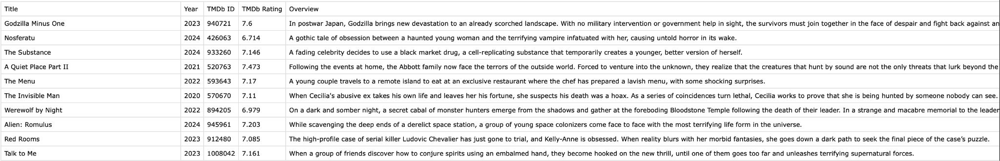 Title Year TMDb ID TMDb Rating Overview
Godzilla Minus One 2023 940721 7.6 In postwar Japan, Godzilla brings new devastation to an already scorched landscape. With no military intervention or government help in sight, the survivors must join together in the face of despair and fight back against an
Nosferatu 2024 426063 6.714 A gothic tale of obsession between a haunted young woman and the terrifying vampire infatuated with her, causing untold horror in its wake.
The Substance 2024 933260 7.146 A fading celebrity decides to use a black market drug, a cell-replicating substance that temporarily creates a younger, better version of herself.
A Quiet Place Part II 2021 520763 7.473 Following the events at home, the Abbott family now face the terrors of the outside world. Forced to venture into the unknown, they realize that the creatures that hunt by sound are not the only threats that lurk beyond the
The Menu 2022 593643 7.17 A young couple travels to a remote island to eat at an exclusive restaurant where the chef has prepared a lavish menu, with some shocking surprises.
The Invisible Man 2020 570670 7.11 When Cecilia's abusive ex takes his own life and leaves her his fortune, she suspects his death was a hoax. As a series of coincidences turn lethal, Cecilia works to prove that she is being hunted by someone nobody can see.
Werewolf by Night 2022 894205 6.979 On a dark and somber night, a secret cabal of monster hunters emerge from the shadows and gather at the foreboding Bloodstone Temple following the death of their leader. In a strange and macabre memorial to the leader
Alien: Romulus 2024 945961 7.203 While scavenging the deep ends of a derelict space station, a group of young space colonizers come face to face with the most terrifying life form in the universe.
Red Rooms 2023 912480 7.085 The high-profile case of serial killer Ludovic Chevalier has just gone to trial, and Kelly-Anne is obsessed. When reality blurs with her morbid fantasies, she goes down a dark path to seek the final piece of the case’s puzzle.
Talk to Me 2023 1008042 7.161 When a group of friends discover how to conjure spirits using an embalmed hand, they become hooked on the new thrill, until one of them goes too far and unleashes terrifying supernatural forces.